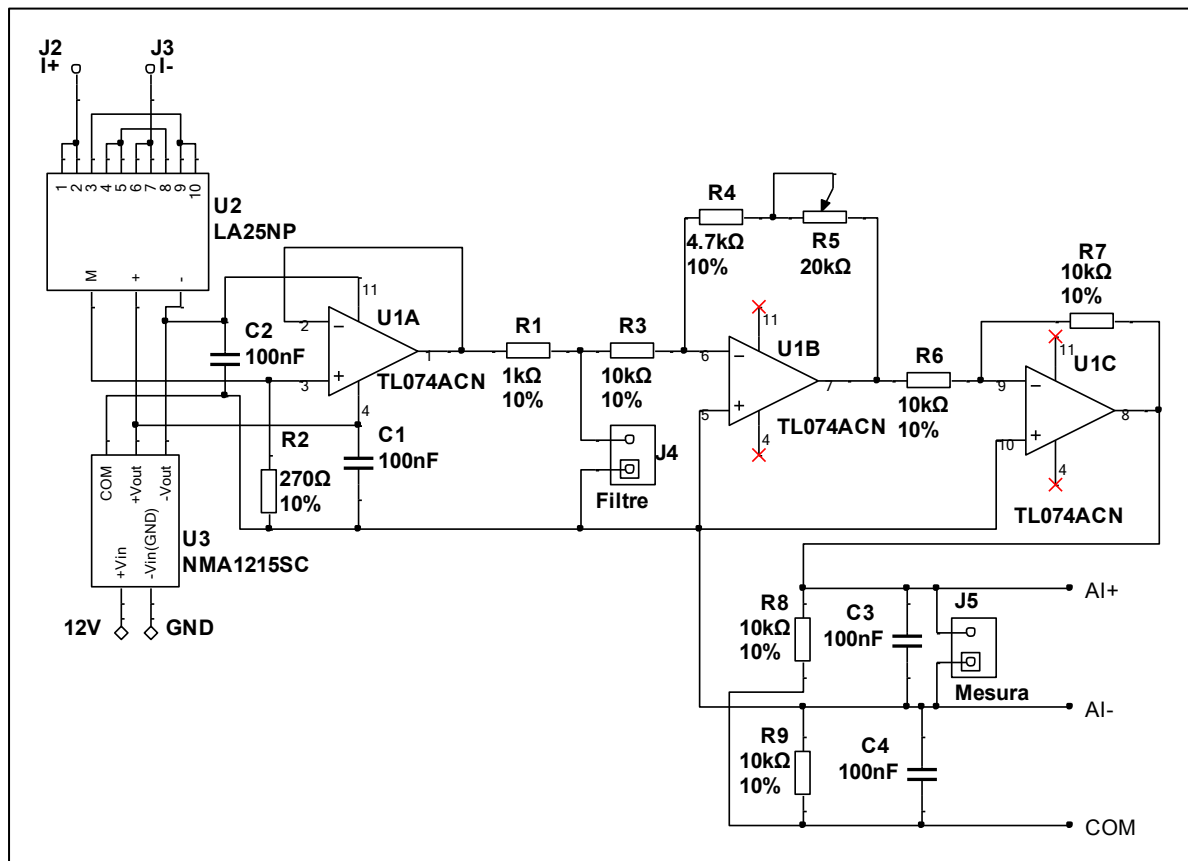 J2
I+
J3
I-
1
2
3
4
5
6
7
8
9
10
U2
LA25NP
M
+
-
C2
100nF
11
2
−
3
+
1
4
U1A
TL074ACN
R2
270Ω
10%
C1
100nF
COM
+Vout
-Vout
+Vin
-Vin(GND)
U3
NMA1215SC
12V
GND
R1
1kΩ
10%
R3
10kΩ
10%
J4
Filtre
R4
4.7kΩ
10%
R5
20kΩ
11
6
−
5
+
7
4
U1B
TL074ACN
R6
10kΩ
10%
R7
10kΩ
10%
11
9
−
10
+
8
4
U1C
TL074ACN
R8
10kΩ
10%
C3
100nF
J5
Mesura
AI+
AI-
R9
10kΩ
10%
C4
100nF
COM